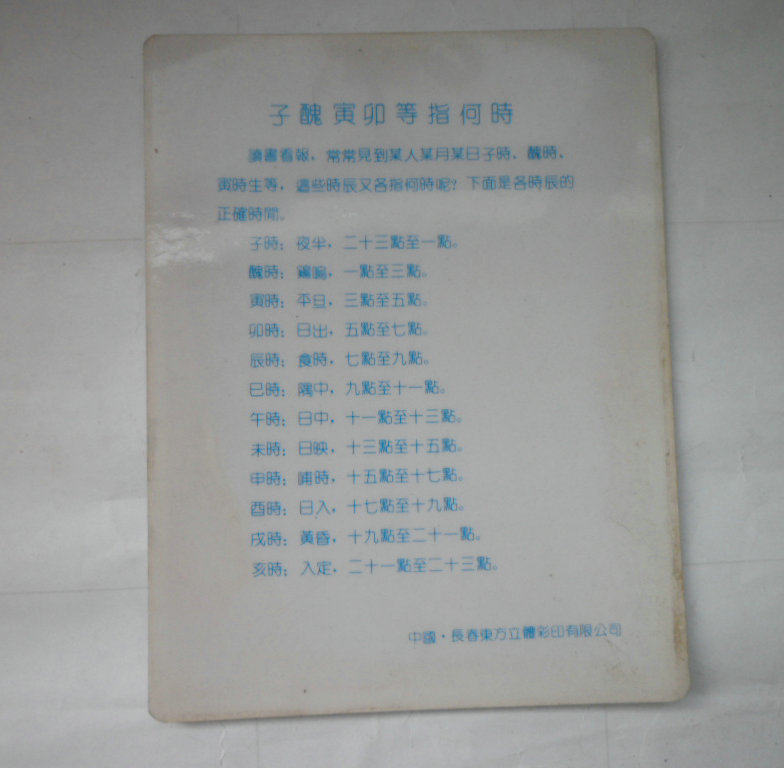 子醜寅卯等指何時
讀書看報，常常見到某人某月某日子時、醜時、
寅時生等，這些時辰又各指何時呢？下面是各時辰的
正確時間。
子時：夜半，二十三點至一點。
醜時：鷄鳴，一點至三點。
寅時：平旦，三點至五點。
卯時：日出，五點至七點。
辰時：食時，七點至九點。
巳時：隅中，九點至十一點。
午時：日中，十一點至十三點。
未時：日映，十三點至十五點。
申時：哺時，十五點至十七點。
酉時：日入，十七點至十九點。
戌時：黃昏，十九點至二十一點。
亥時：入定，二十一點至二十三點。
中國·長春東方立體彩印有限公司